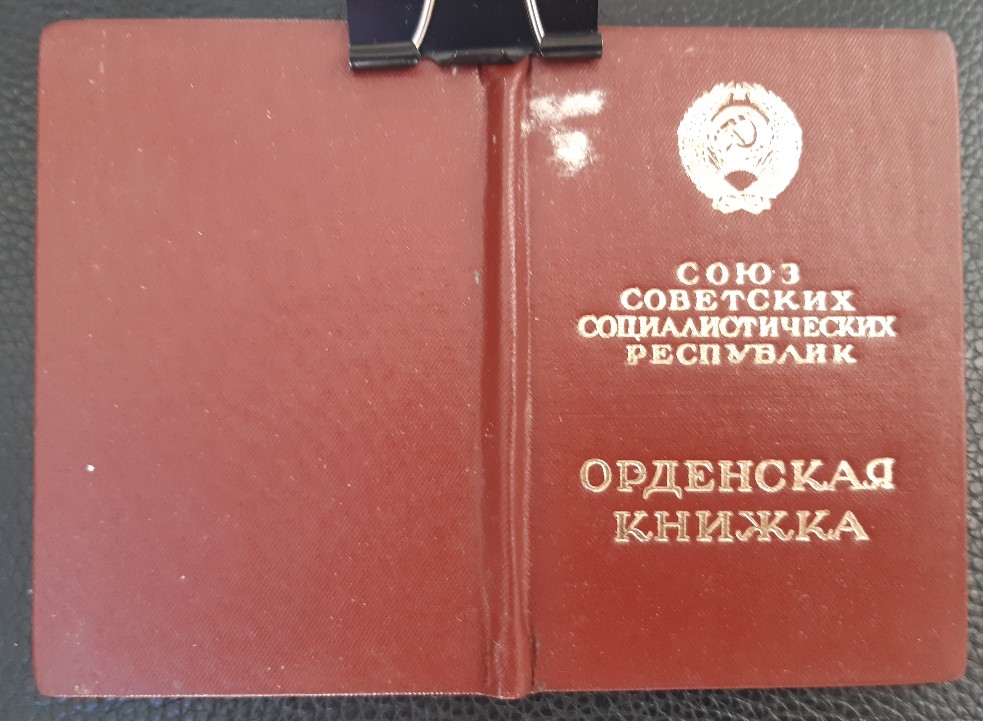 СОЮЗ
СОВЕТСКИХ
СОЦИАЛИСТИЧЕСКИХ
РЕСПУБЛИК
ОРДЕНСКАЯ
КНИЖКА